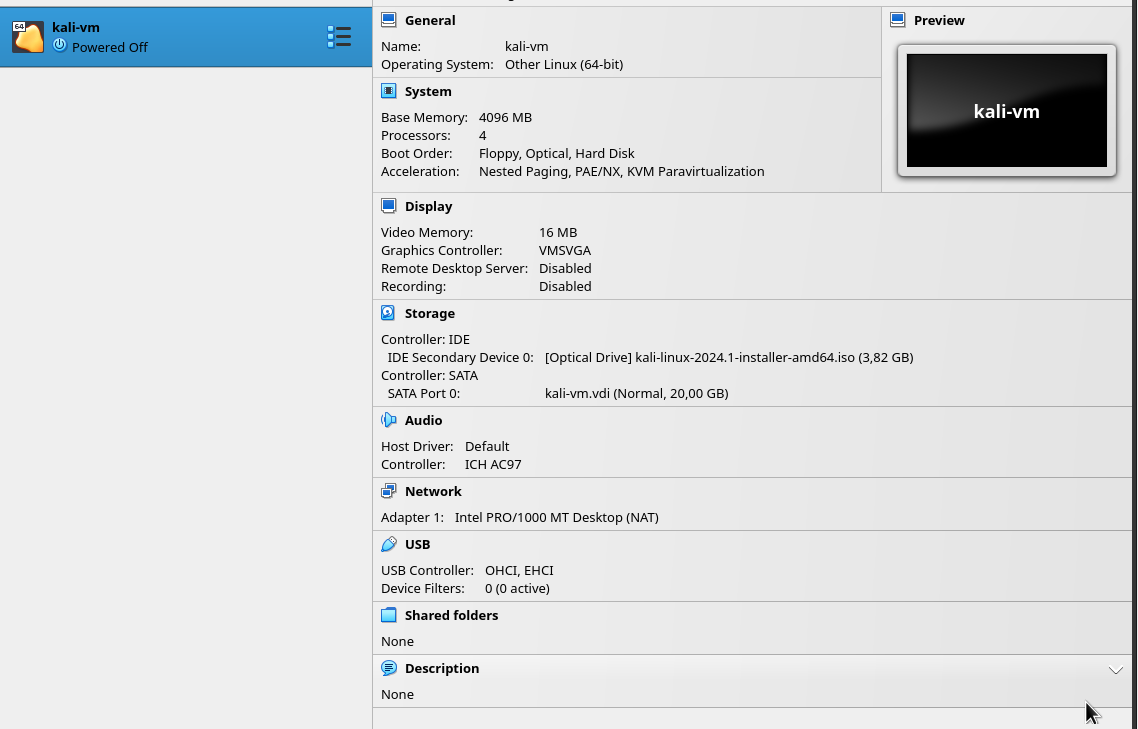 64
kali-vm
Powered Off
General
Name: kali-vm
Operating System: Other Linux (64-bit)
System
Base Memory: 4096 MB
Processors: 4
Boot Order: Floppy, Optical, Hard Disk
Acceleration: Nested Paging, PAE/NX, KVM Paravirtualization
Preview
kali-vm
Display
Video Memory: 16 MB
Graphics Controller: VMSVGA
Remote Desktop Server: Disabled
Recording: Disabled
Storage
Controller: IDE
IDE Secondary Device 0: [Optical Drive] kali-linux-2024.1-installer-amd64.iso (3,82 GB)
Controller: SATA
SATA Port 0: kali-vm.vdi (Normal, 20,00 GB)
Audio
Host Driver: Default
Controller: ICH AC97
Network
Adapter 1: Intel PRO/1000 MT Desktop (NAT)
USB
USB Controller: OHCI, EHCI
Device Filters: 0 (0 active)
Shared folders
None
Description
None